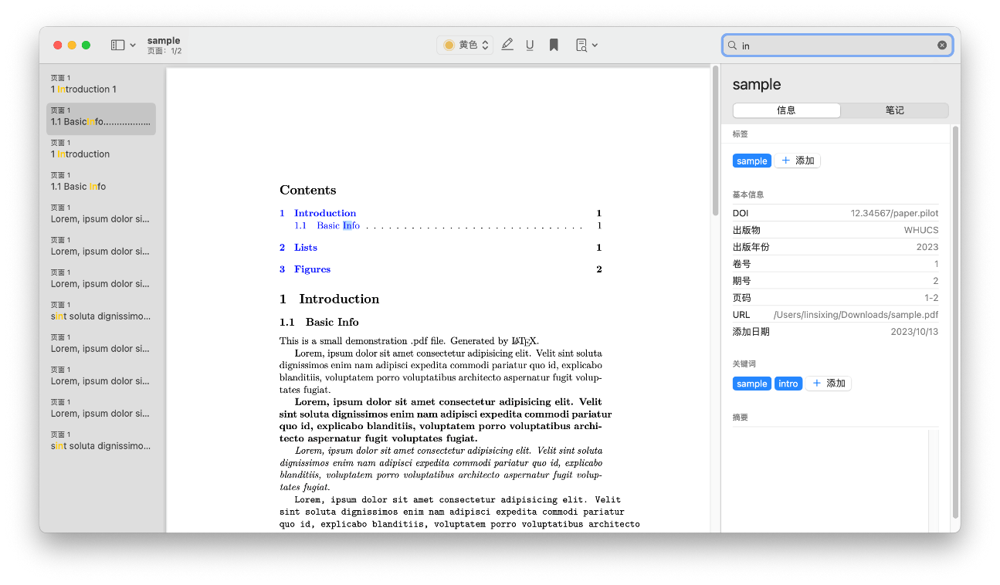 sample
页面：1/2
黄色
in
页面 1
1 Introduction 1
页面 1
1.1 Basic Info..................…
页面 1
1 Introduction
页面 1
1.1 Basic Info
页面 1
Lorem, ipsum dolor si...
页面 1
Lorem, ipsum dolor si...
页面 1
Lorem, ipsum dolor si...
页面 1
sint soluta dignissimo...
页面 1
Lorem, ipsum dolor si...
页面 1
Lorem, ipsum dolor si...
页面 1
Lorem, ipsum dolor si...
页面 1
sint soluta dignissimo...
Contents
1 Introduction 1
1.1 Basic Info . . . . . . . . . . . . . . . . . . . . . . . . . . . . . 1
2 Lists 1
3 Figures 2
1 Introduction
1.1 Basic Info
This is a small demonstration .pdf file. Generated by LATEX.
Lorem, ipsum dolor sit amet consectetur adipisicing elit. Velit sint soluta
dignissimos enim nam adipisci expedita commodi pariatur quo id, explicabo
blanditiis, voluptatem porro voluptatibus architecto aspernatur fugit volup-
tates fugiat.
Lorem, ipsum dolor sit amet consectetur adipisicing elit. Velit
sint soluta dignissimos enim nam adipisci expedita commodi pariatur
quo id, explicabo blanditiis, voluptatem porro voluptatibus archi-
tecto aspernatur fugit voluptates fugiat.
Lorem, ipsum dolor sit amet consectetur adipisicing elit. Velit sint soluta
dignissimos enim nam adipisci expedita commodi pariatur quo id, explicabo
blanditiis, voluptatem porro voluptatibus architecto aspernatur fugit volup-
tates fugiat.
Lorem, ipsum dolor sit amet consectetur adipisicing elit. Velit
sint soluta dignissimos enim nam adipisci expedita commodi pariatur
quo id, explicabo blanditiis, voluptatem porro voluptatibus architecto
sample
信息 笔记
标签
sample + 添加
基本信息
DOI 12.34567/paper.pilot
出版物 WHUCS
出版年份 2023
卷号 1
期号 2
页码 1-2
URL /Users/linsixing/Downloads/sample.pdf
添加日期 2023/10/13
关键词
sample intro + 添加
摘要